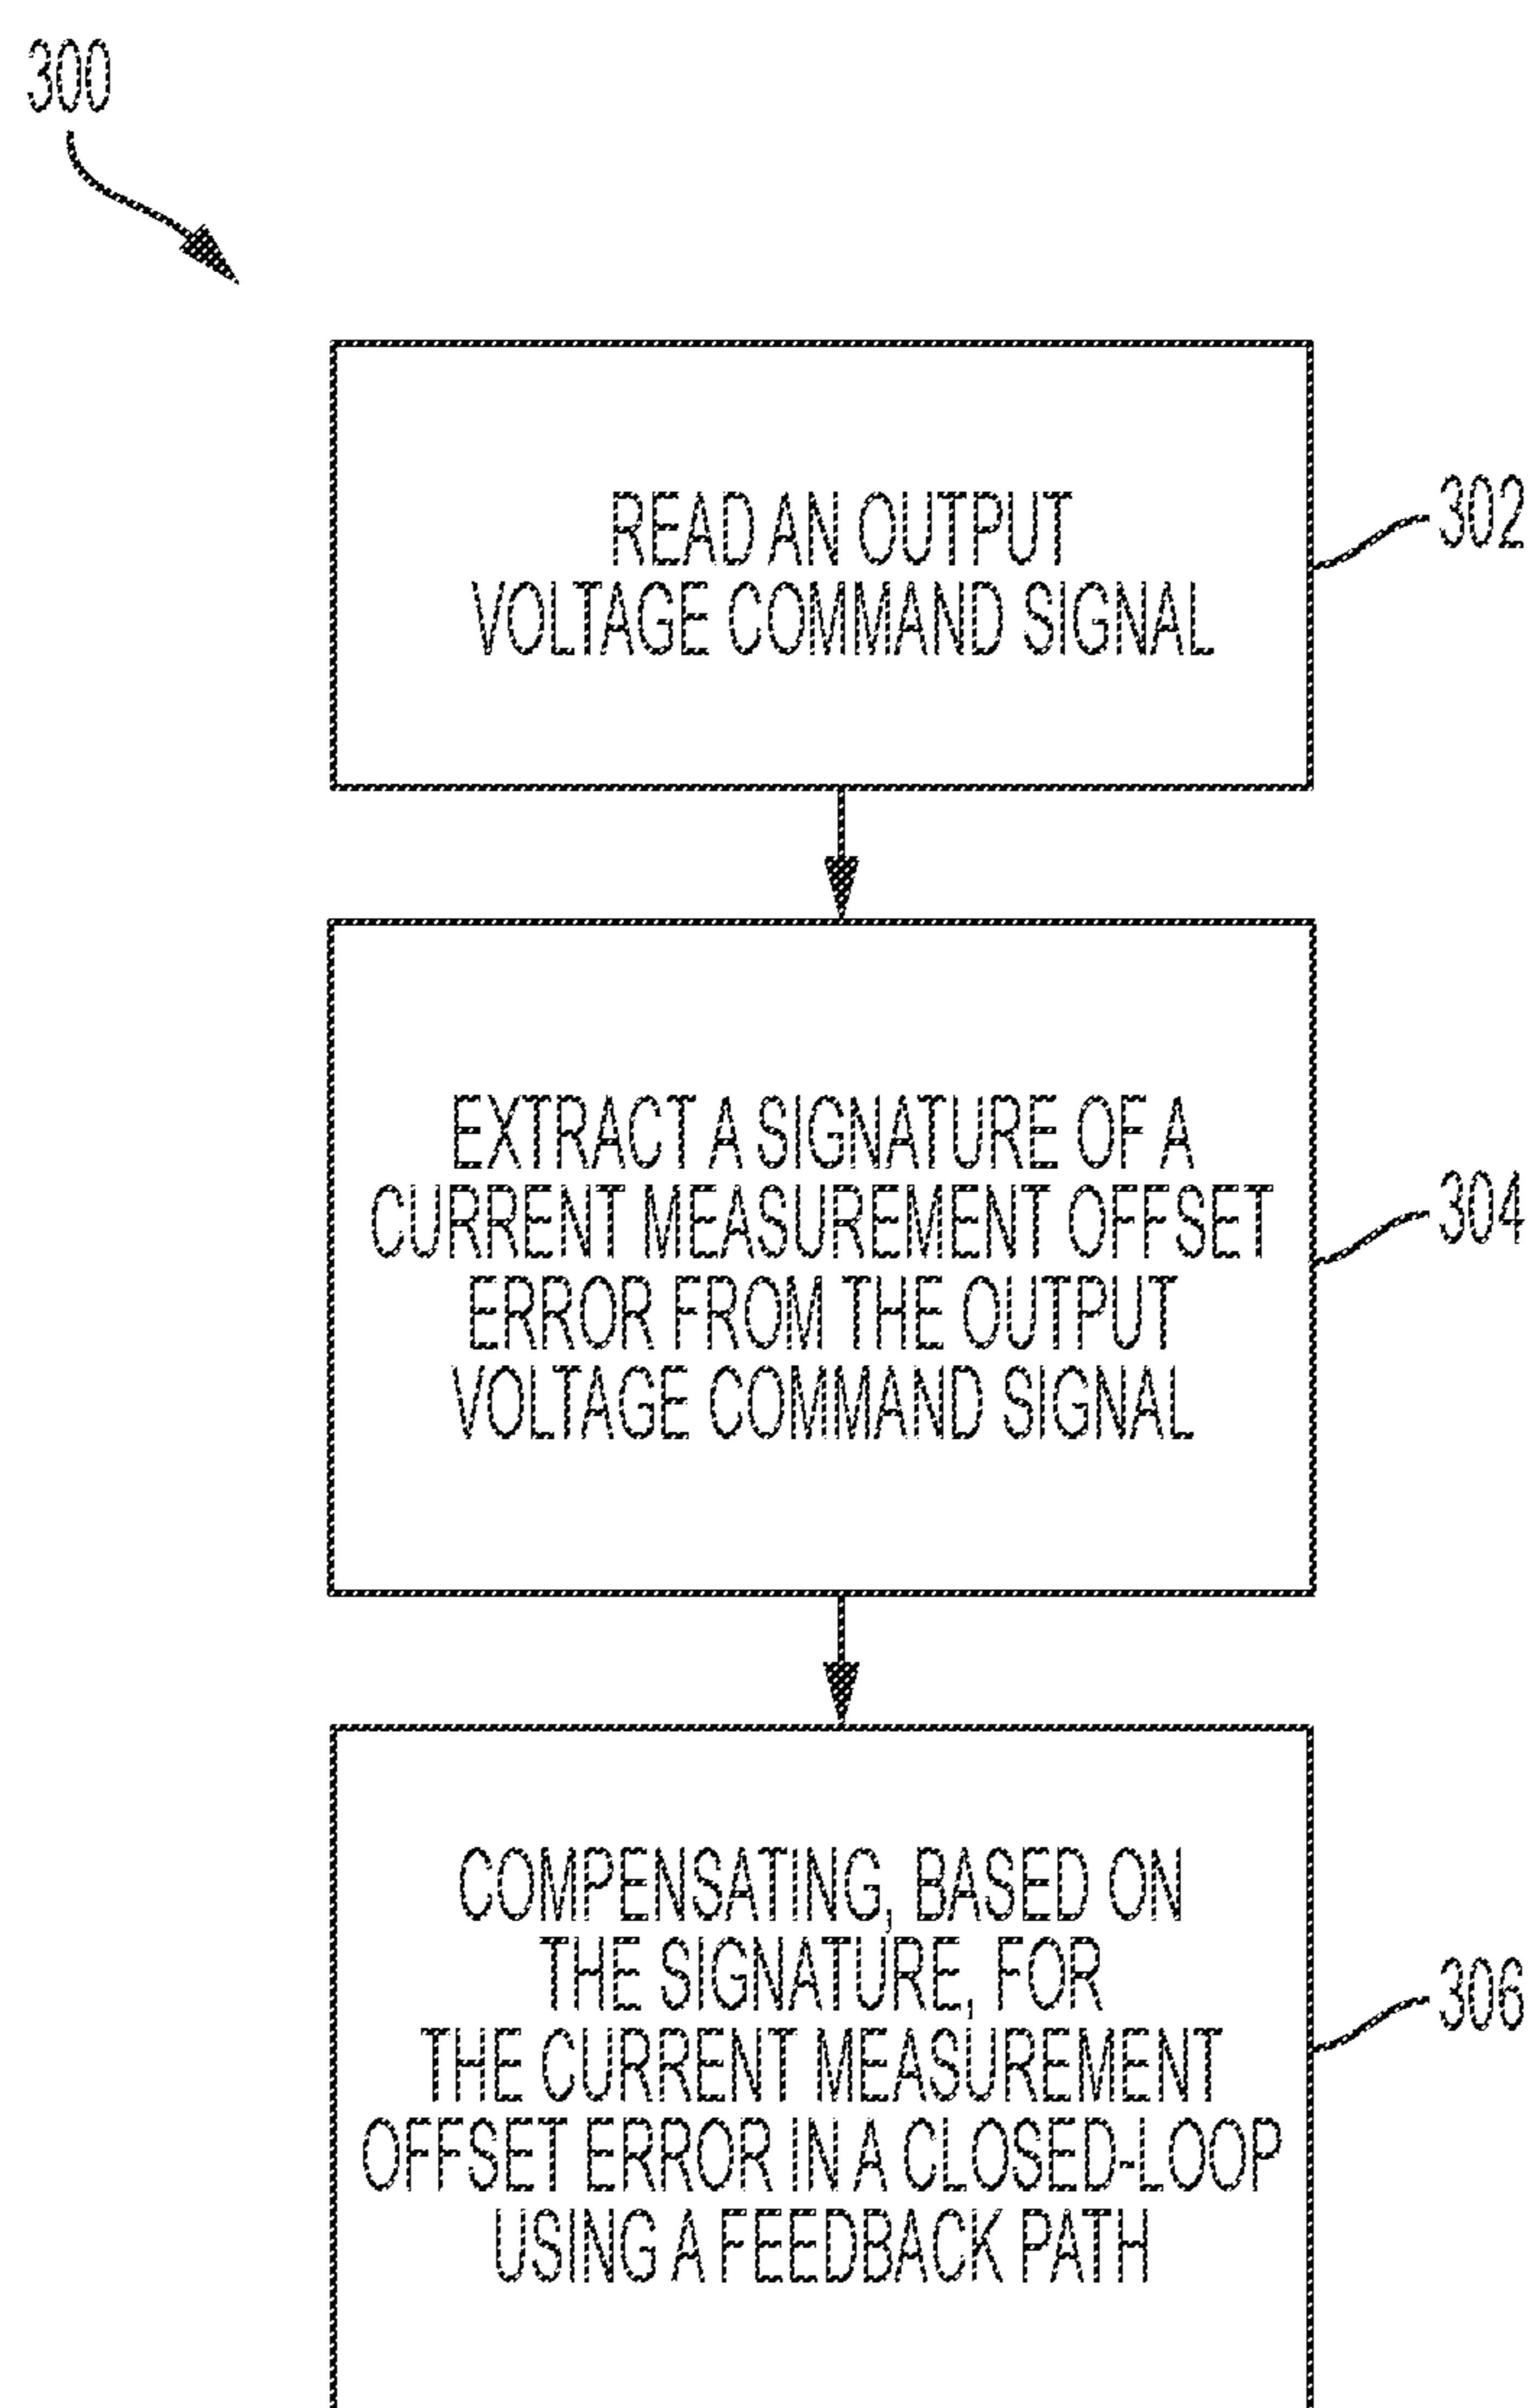 300
READ AN OUTPUT
VOLTAGE COMMAND SIGNAL
302
EXTRACT A SIGNATURE OF A
CURRENT MEASUREMENT OFFSET
ERROR FROM THE OUTPUT
VOLTAGE COMMAND SIGNAL
304
COMPENSATING, BASED ON
THE SIGNATURE, FOR
THE CURRENT MEASUREMENT
OFFSET ERROR IN A CLOSED-LOOP
USING A FEEDBACK PATH
306